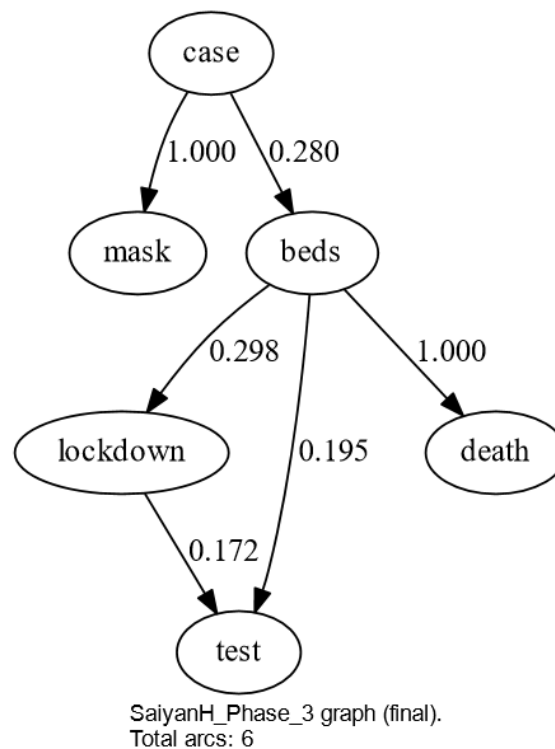 case
1.000
0.280
mask
beds
0.298
1.000
0.195
lockdown
death
0.172
test
SaiyanH_Phase_3 graph (final).
Total arcs: 6